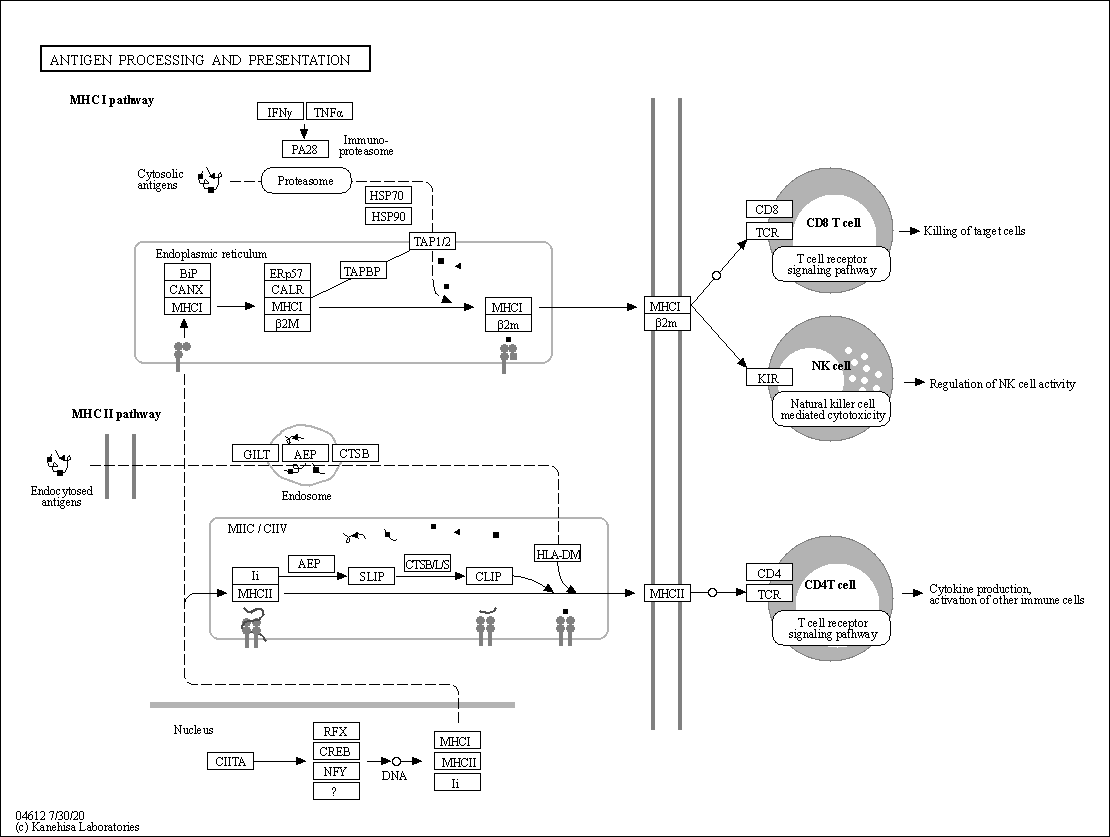 ANTIGEN PROCESSING AND PRESENTATION
MHC I pathway
IFNγ
TNFα
PA28
Immuno-
proteasome
Cytosolic
antigens
Proteasome
HSP70
HSP90
TAP1/2
Endoplasmic reticulum
BiP
CANX
MHCI
ERp57
CALR
MHCI
β2M
TAPBP
MHCI
β2m
MHCI
β2m
CD8
TCR
CD8 T cell
T cell receptor
signaling pathway
Killing of target cells
KIR
NK cell
Natural killer cell
mediated cytotoxicity
Regulation of NK cell activity
MHC II pathway
Endocytosed
antigens
GILT
AEP
CTSB
Endosome
MIIC / CIIV
HLA-DM
Ii
MHCII
AEP
SLIP
CTSB/L/S
CLIP
MHCII
CD4
TCR
CD4T cell
T cell receptor
signaling pathway
Cytokine production,
activation of other immune cells
Nucleus
CIITA
RFX
CREB
NFY
?
DNA
MHCI
MHCII
Ii
04612 7/30/20
(c) Kanehisa Laboratories